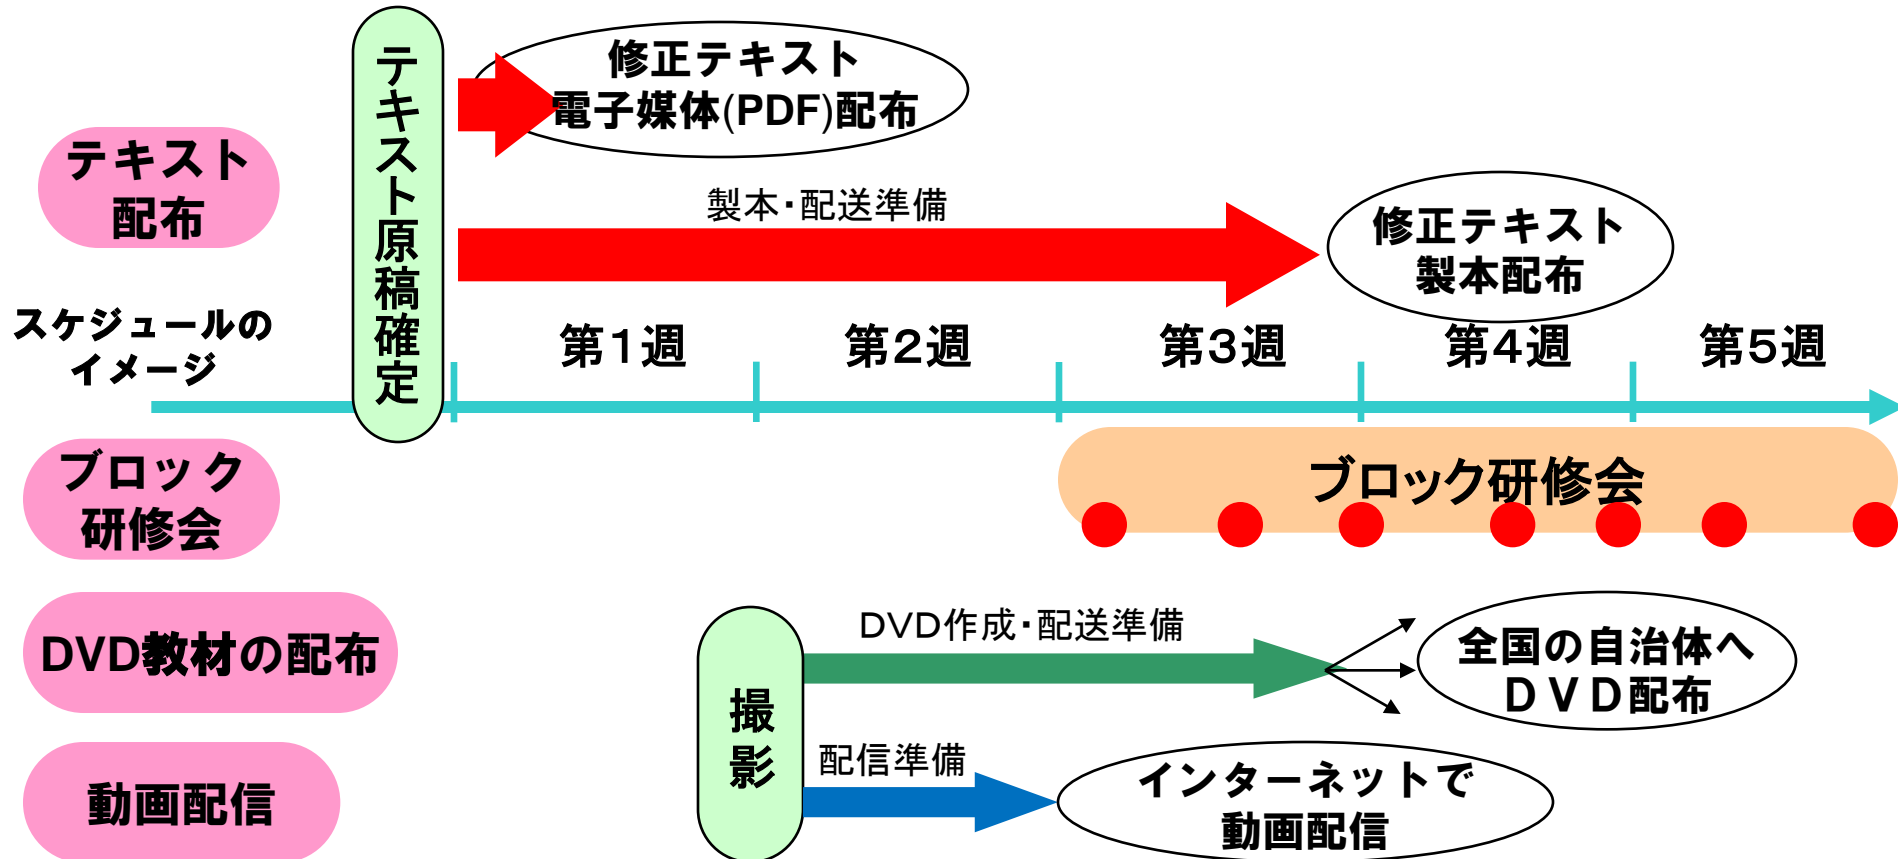 テキスト原稿確定
修正テキスト
電子媒体(PDF)配布
テキスト
配布
製本・配送準備
修正テキスト
製本配布
スケジュールの
イメージ
第１週
第２週
第３週
第４週
第５週
ブロック
研修会
ブロック研修会
DVD教材の配布
撮影
ＤＶＤ作成・配送準備
全国の自治体へ
ＤＶＤ配布
動画配信
配信準備
インターネットで
動画配信